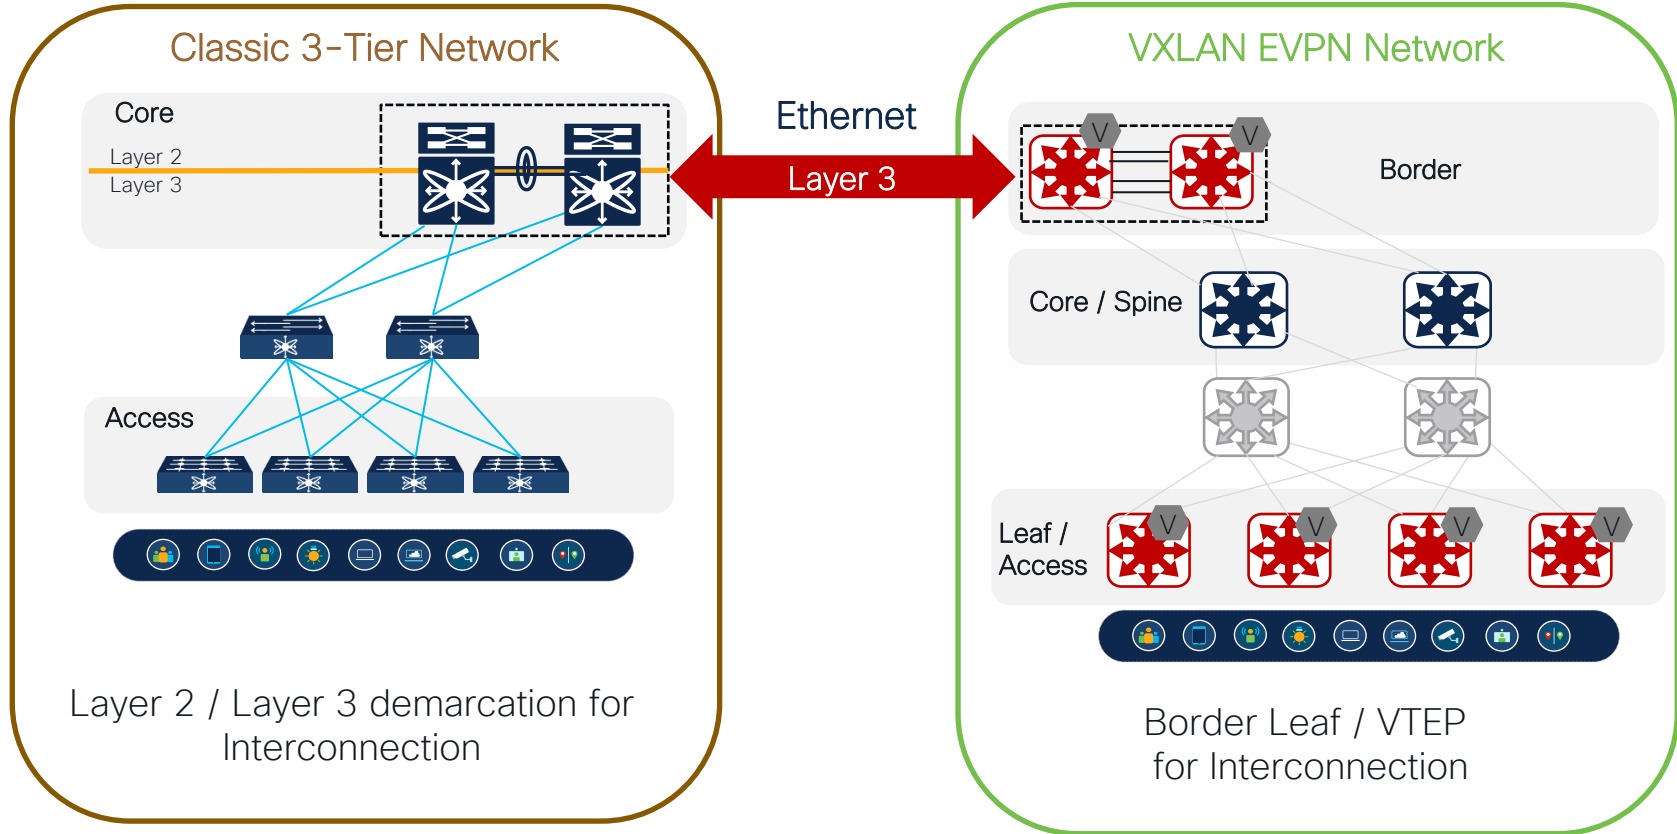 Classic 3-Tier Network
Core
Layer 2
Layer 3
Access
Layer 2 / Layer 3 demarcation for
Interconnection
Ethernet
Layer 3
VXLAN EVPN Network
V
V
Border
Core / Spine
Leaf /
Access
V
V
V
V
Border Leaf / VTEP
for Interconnection